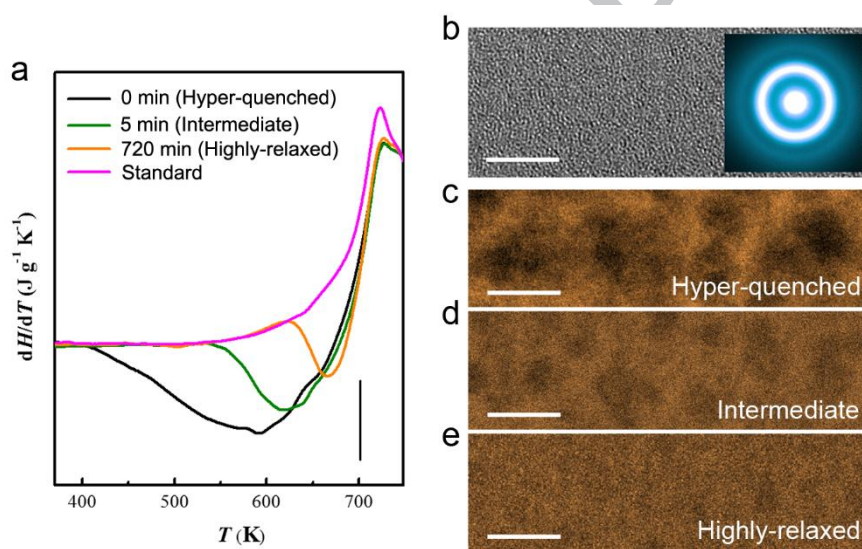 a
0 min (Hyper-quenched)
5 min (Intermediate)
720 min (Highly-relaxed)
Standard
dH/dT (J g⁻¹ K⁻¹)
400
500
600
700
T (K)
b
c
Hyper-quenched
d
Intermediate
e
Highly-relaxed